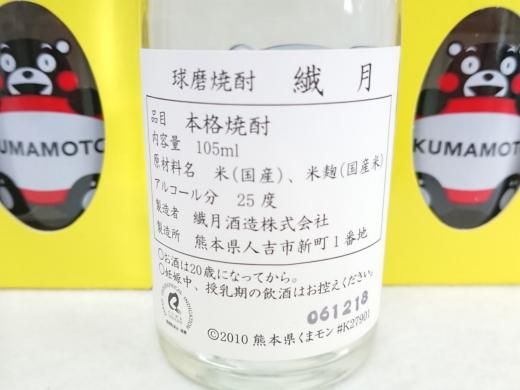 球磨焼酎 繊月
品目 本格焼酎
内容量 105ml
原材料名 米(国産)、米麹(国産米)
アルコール分 25度
製造者 繊月酒造株式会社
製造所 熊本県人吉市新町1番地
○お酒は20歳になってから。
○妊娠中、授乳期の飲酒はお控えください。
061218
©2010 熊本県くまモン #K27901
KUMAMOTO
KUMAMOTO